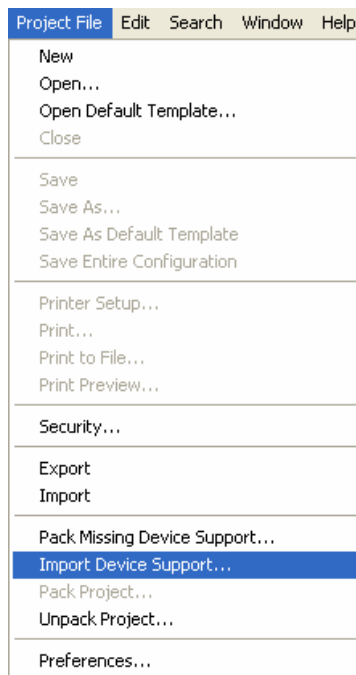 Project File Edit Search Window Help
New
Open...
Open Default Template...
Close
Save
Save As...
Save As Default Template
Save Entire Configuration
Printer Setup...
Print...
Print to File...
Print Preview...
Security...
Export
Import
Pack Missing Device Support...
Import Device Support...
Pack Project...
Unpack Project...
Preferences...